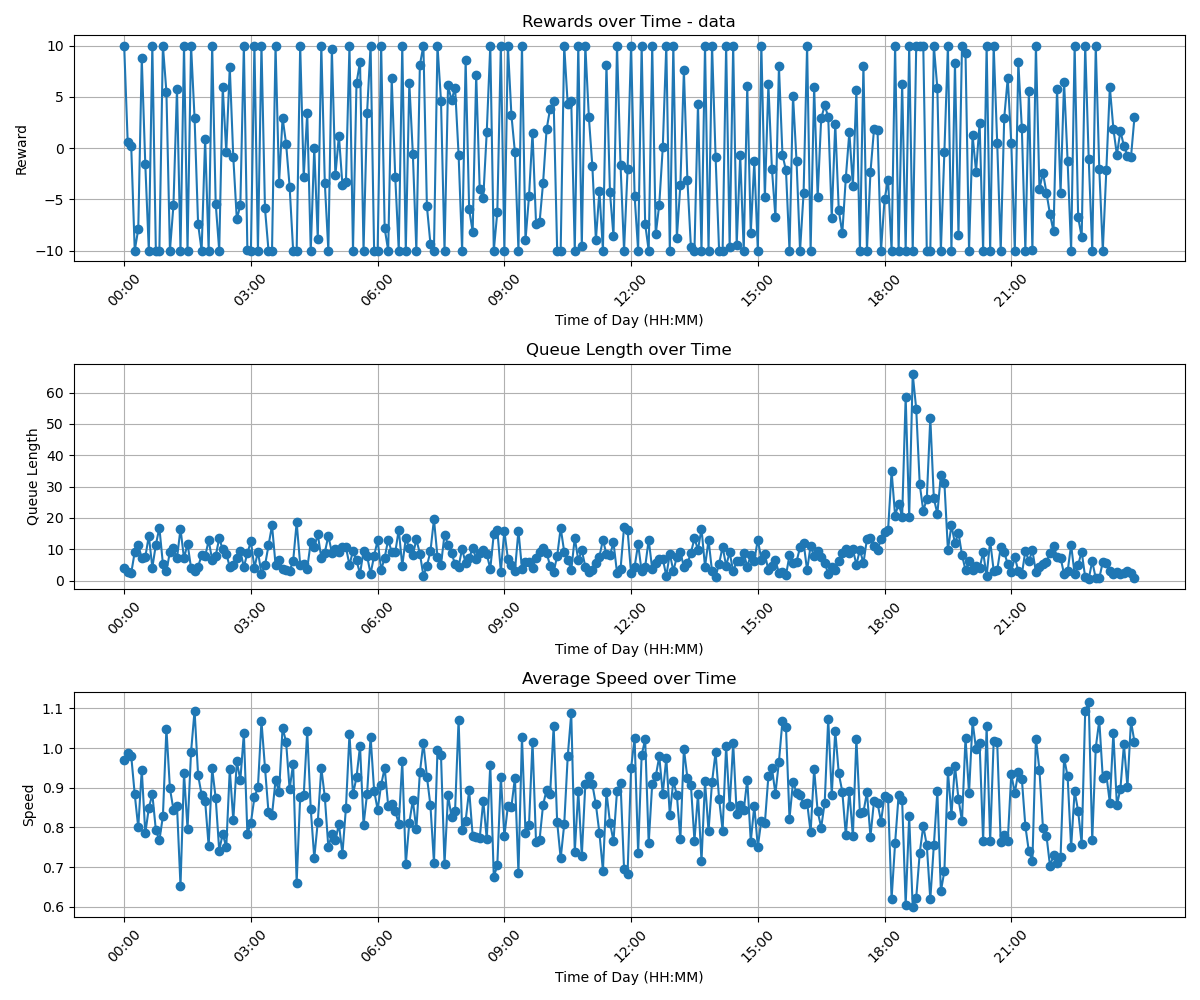 Rewards over Time - data
Reward
10
5
0
−5
−10
00:00 03:00 06:00 09:00 12:00 15:00 18:00 21:00
Time of Day (HH:MM)
Queue Length over Time
Queue Length
60
50
40
30
20
10
0
00:00 03:00 06:00 09:00 12:00 15:00 18:00 21:00
Time of Day (HH:MM)
Average Speed over Time
Speed
1.1
1.0
0.9
0.8
0.7
0.6
00:00 03:00 06:00 09:00 12:00 15:00 18:00 21:00
Time of Day (HH:MM)